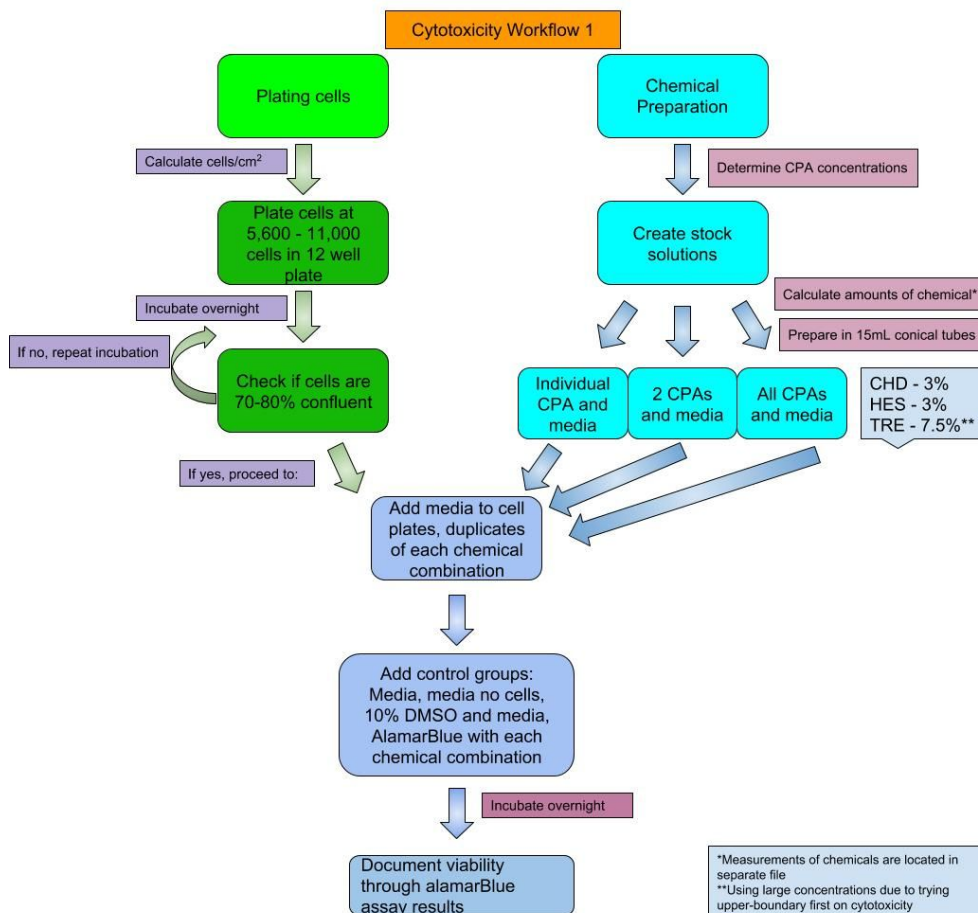 Cytotoxicity Workflow 1
Plating cells
Chemical
Preparation
Calculate cells/cm²
Determine CPA concentrations
Plate cells at
5,600 - 11,000
cells in 12 well
plate
Create stock
solutions
Incubate overnight
Calculate amounts of chemical*
Prepare in 15mL conical tubes
If no, repeat incubation
Check if cells are
70-80% confluent
Individual
CPA and
media
2 CPAs
and media
All CPAs
and media
CHD - 3%
HES - 3%
TRE - 7.5%**
If yes, proceed to:
Add media to cell
plates, duplicates
of each chemical
combination
Add control groups:
Media, media no cells,
10% DMSO and media,
AlamarBlue with each
chemical combination
Incubate overnight
Document viability
through alamarBlue
assay results
*Measurements of chemicals are located in
separate file
**Using large concentrations due to trying
upper-boundary first on cytotoxicity